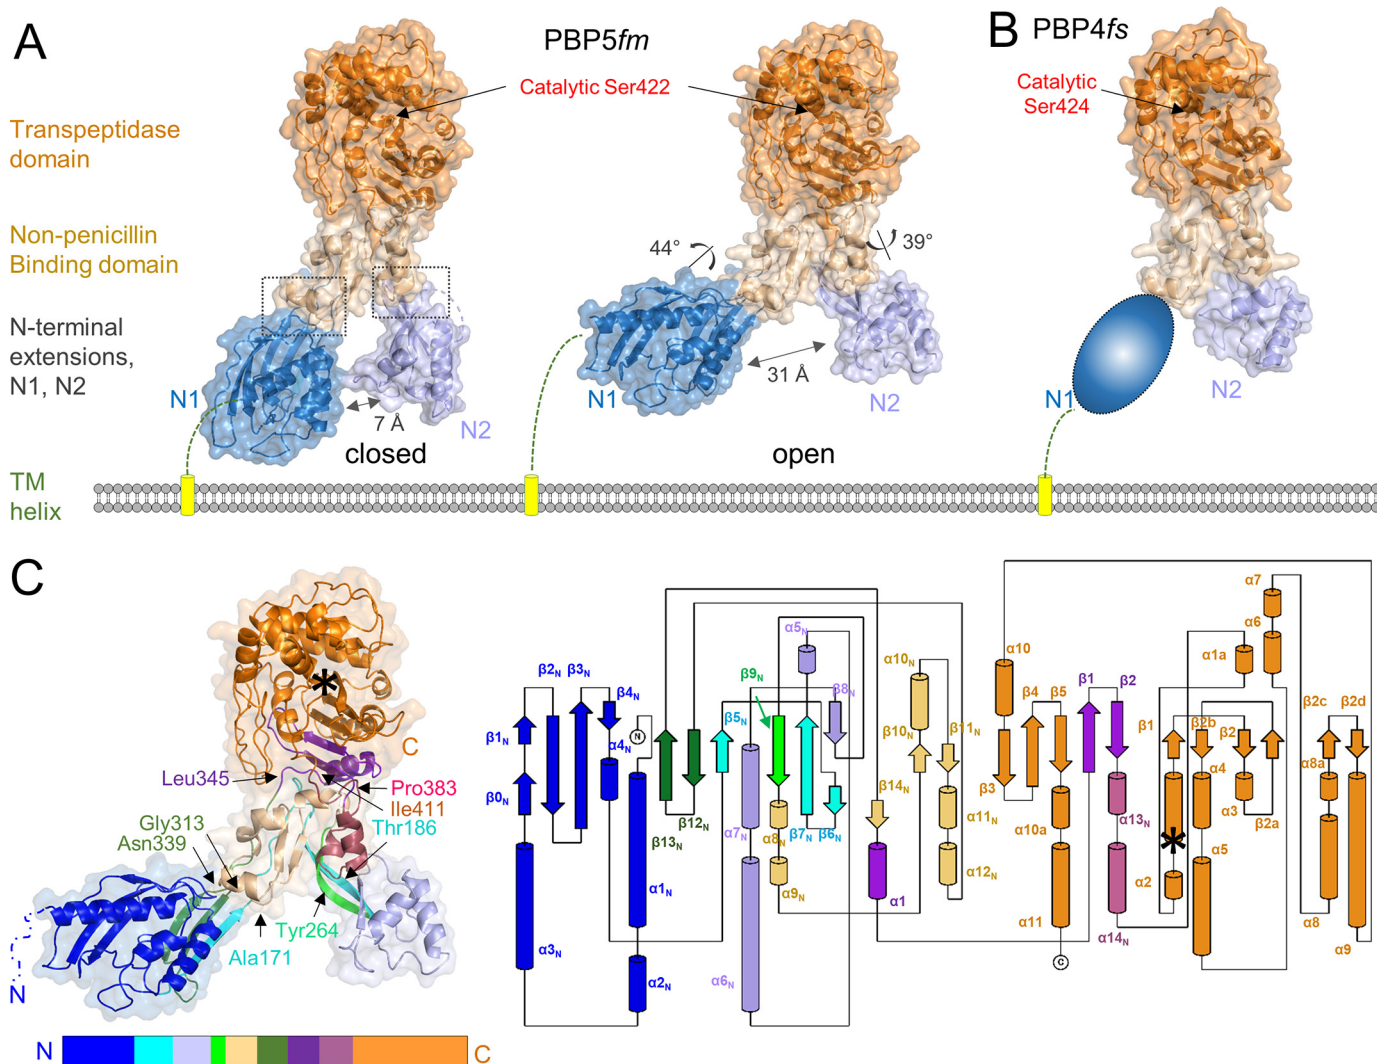 A
PBP5fm
B
PBP4fs
Catalytic Ser422
Catalytic
Ser424
Transpeptidase
domain
Non-penicillin
Binding domain
N-terminal
extensions,
N1, N2
44°
39°
31 Å
7 Å
N1
N2
N1
N2
N1
N2
closed
open
TM
helix
C
Leu345
C
Pro383
Ile411
Thr186
Gly313
Asn339
Tyr264
Ala171
N
N
C
*
β2N
β3N
β4N
β1N
β0N
α4N
N
α3N
α1N
α2N
β13N
β12N
β5N
β9N
α5N
β8N
α7N
α8N
β7N
β6N
α9N
α6N
β14N
α1
α10N
β10N
β11N
α11N
α12N
α10
β4
β5
β3
α10a
α11
C
β1
β2
α13N
α14N
β1
β2b
β2
α1a
α6
α7
α4
α3
β2a
*
α2
α5
β2c
β2d
α8a
α8
α9